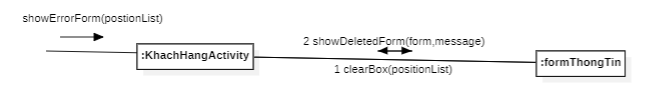 showErrorForm(postionList)
2 showDeletedForm(form,message)
:KhachHangActivity
:formThongTin
1 clearBox(positionList)